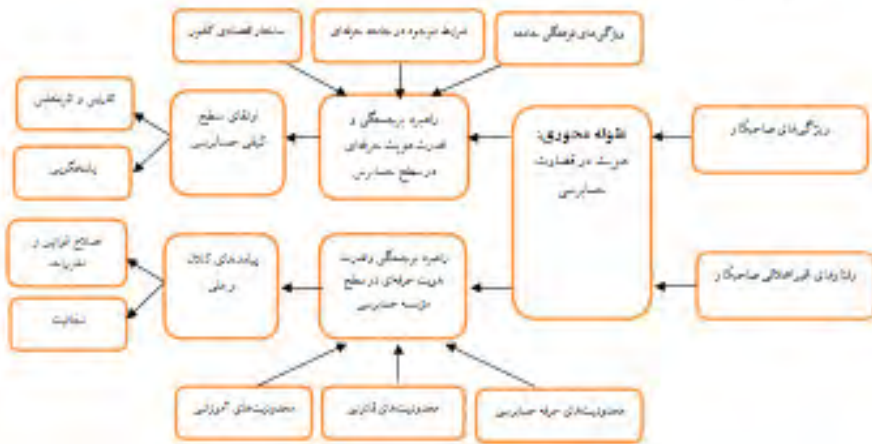 ویژگی‌های فرهنگی جامعه
شرایط موجود در جامعه حرفه‌ای
ساختار اقتصادی کشور
ویژگی‌های صاحبکار
رفتارهای غیراخلاقی صاحبکار
مقوله محوری:
هویت در قضاوت
حسابرسی
راهبرد برجستگی و
قدرت هویت حرفه‌ای
در سطح حسابرس
ارتقای سطح
کیفی حسابرسی
کارایی و اثربخشی
پاسخگویی
راهبرد برجستگی وقدرت
هویت حرفه‌ای در سطح
مؤسسه حسابرسی
پیامدهای کلان
و ملی
اصلاح قوانین و
مقررات
شفافیت
محدودیت‌های حرفه حسابرسی
محدودیت‌های قانونی
محدودیت‌های آموزشی